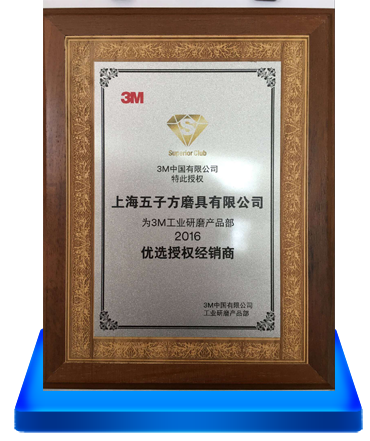 3M
S
Superior Club
3M中国有限公司
特此授权
上海五子方磨具有限公司
为3M工业研磨产品部
2016
优选授权经销商
3M中国有限公司
工业研磨产品部